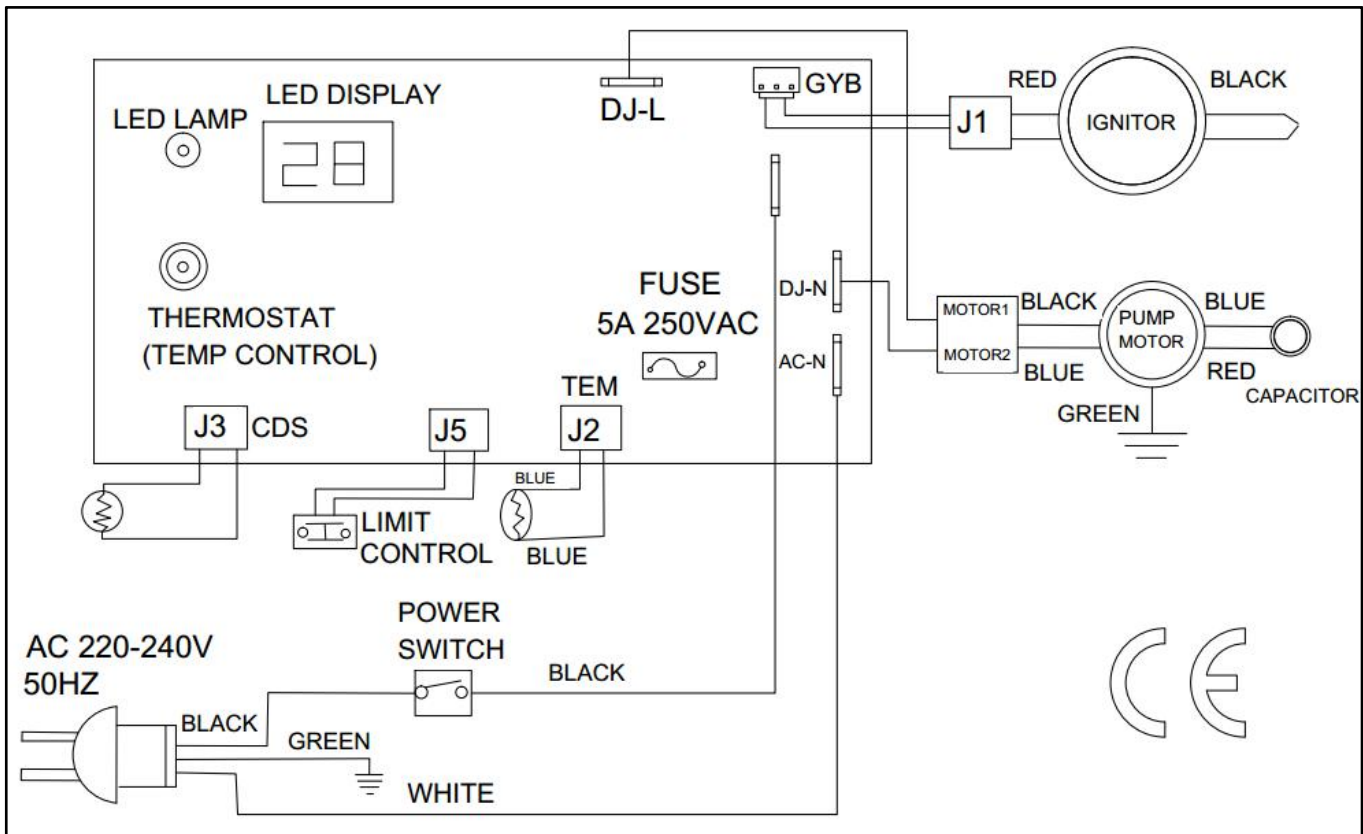 LED DISPLAY
LED LAMP
28
THERMOSTAT
(TEMP CONTROL)
DJ-L
GYB
J1
RED
IGNITOR
BLACK
FUSE
5A 250VAC
DJ-N
AC-N
MOTOR1
MOTOR2
BLACK
BLUE
PUMP
MOTOR
BLUE
RED
CAPACITOR
GREEN
J3 CDS
J5
TEM
J2
BLUE
BLUE
LIMIT
CONTROL
POWER
SWITCH
BLACK
AC 220-240V
50HZ
BLACK
GREEN
WHITE
CE